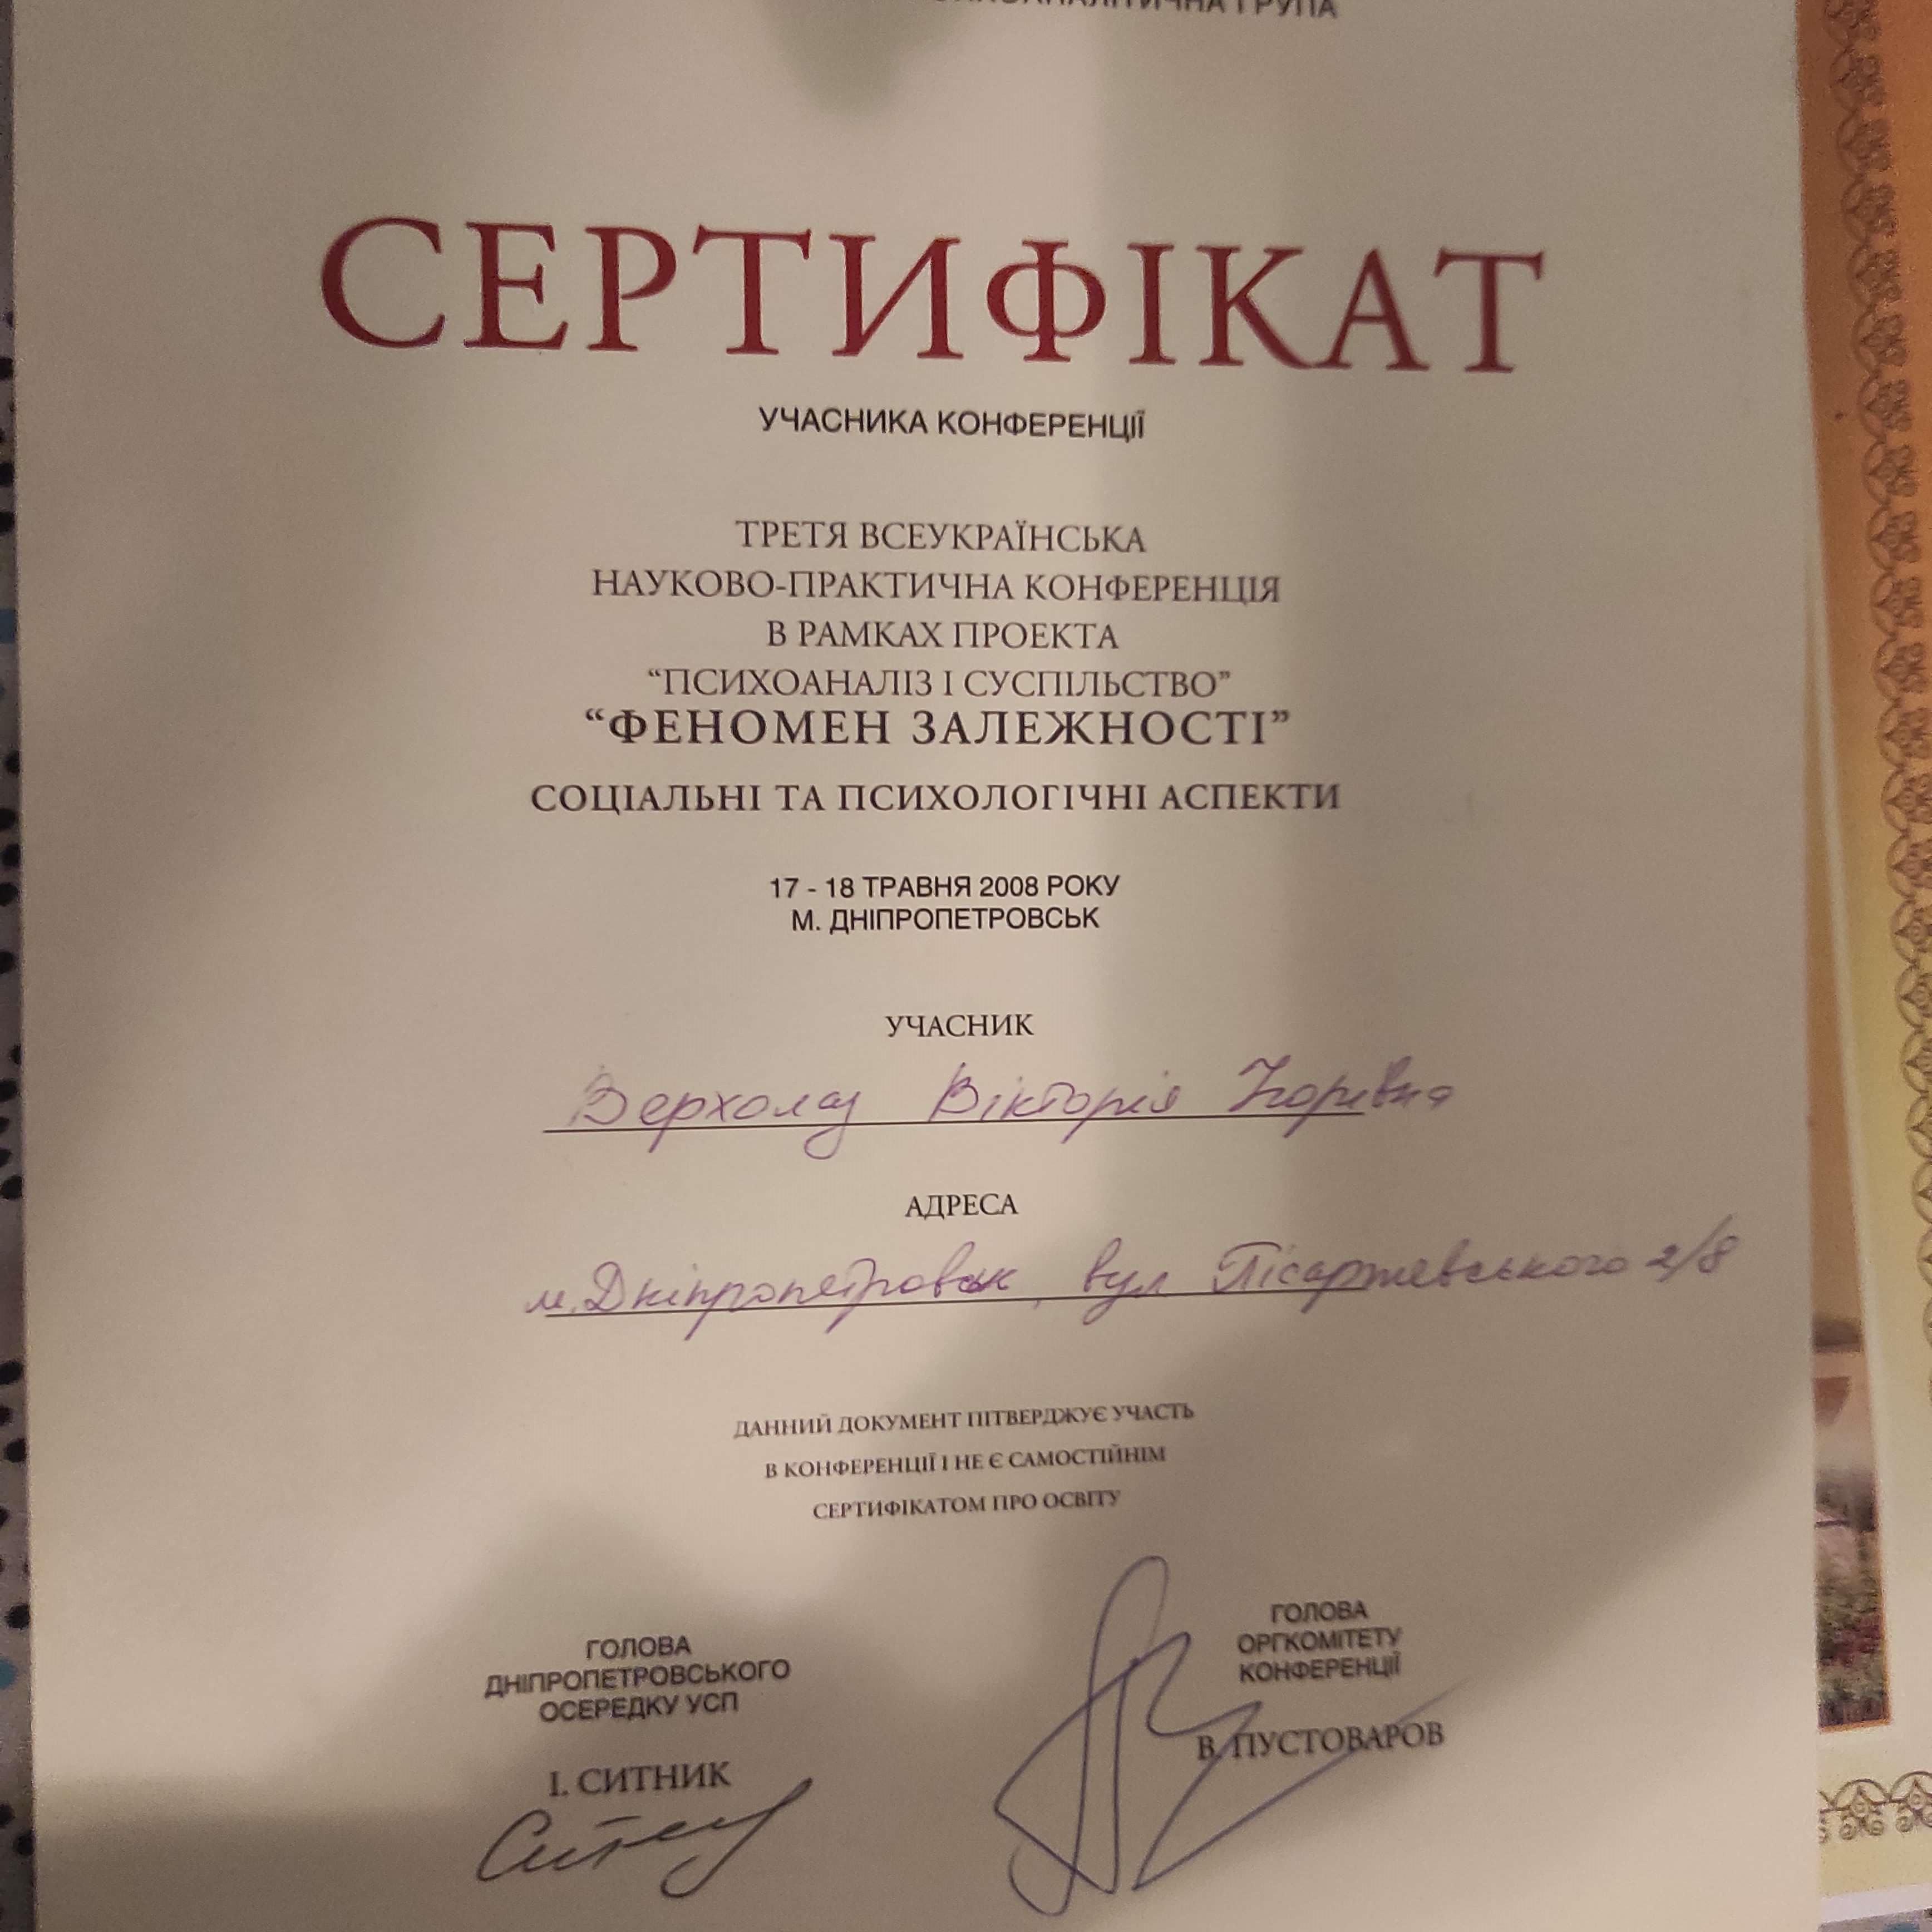 ГРУПА
СЕРТИФІКАТ
УЧАСНИКА КОНФЕРЕНЦІЇ
ТРЕТЯ ВСЕУКРАЇНСЬКА
НАУКОВО-ПРАКТИЧНА КОНФЕРЕНЦІЯ
В РАМКАХ ПРОЕКТА
“ПСИХОАНАЛІЗ І СУСПІЛЬСТВО”
“ФЕНОМЕН ЗАЛЕЖНОСТІ”
СОЦІАЛЬНІ ТА ПСИХОЛОГІЧНІ АСПЕКТИ
17 - 18 ТРАВНЯ 2008 РОКУ
М. ДНІПРОПЕТРОВСЬК
УЧАСНИК
Верхолаз Вікторія Ігорівна
АДРЕСА
м. Дніпропетровськ, вул Пісаржевського 2/8
ДАННИЙ ДОКУМЕНТ ПІТВЕРДЖУЄ УЧАСТЬ
В КОНФЕРЕНЦІЇ І НЕ Є САМОСТІЙНІМ
СЕРТИФІКАТОМ ПРО ОСВІТУ
ГОЛОВА
ДНІПРОПЕТРОВСЬКОГО
ОСЕРЕДКУ УСП
І. СИТНИК
ГОЛОВА
ОРГКОМІТЕТУ
КОНФЕРЕНЦІЇ
В. ПУСТОВАРОВ